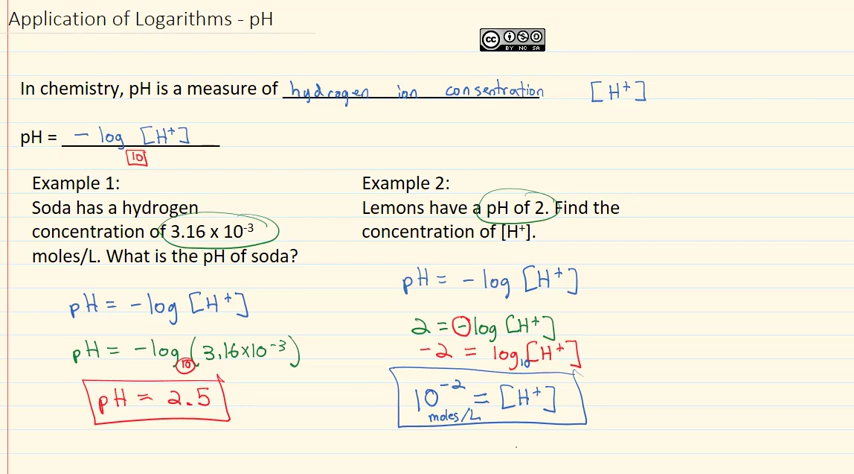 Application of Logarithms - pH
cc BY NC SA
In chemistry, pH is a measure of hydrogen ion consentration [H⁺]
pH = - log [H⁺]
10
Example 1:
Soda has a hydrogen
concentration of 3.16 x 10⁻³
moles/L. What is the pH of soda?
pH = -log [H⁺]
pH = -log₁₀(3.16×10⁻³)
pH = 2.5
Example 2:
Lemons have a pH of 2. Find the
concentration of [H⁺].
pH = -log [H⁺]
2 = -log [H⁺]
-2 = log₁₀[H⁺]
10⁻² = [H⁺]
moles/L